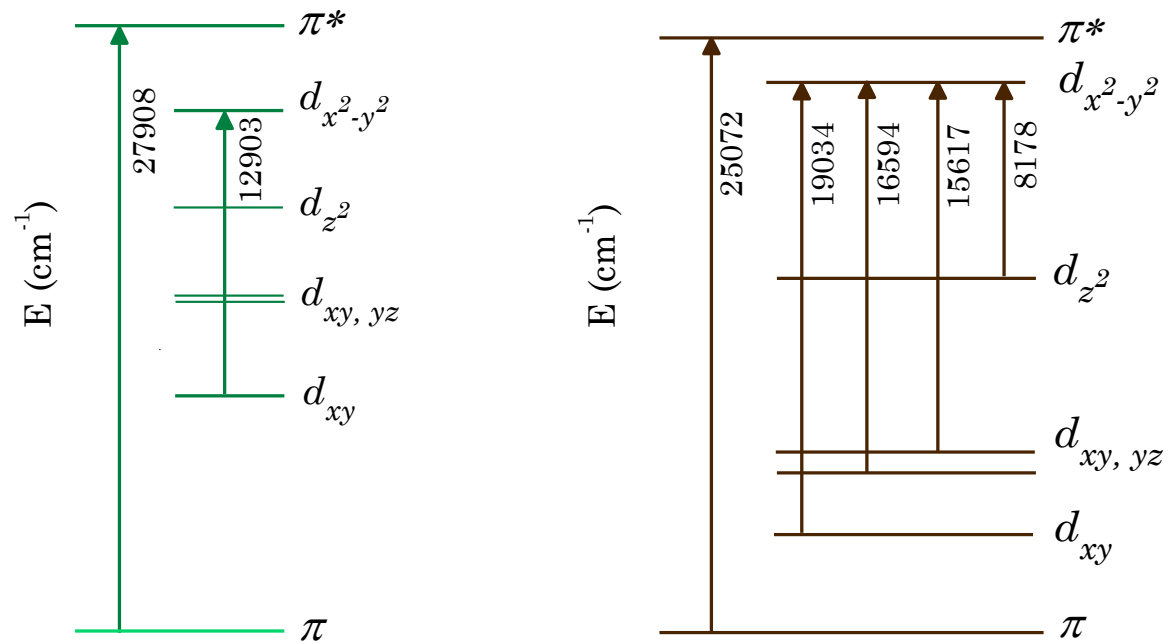 E (cm⁻¹)
π*
27908
d_{x²-y²}
12903
d_{z²}
d_{xy, yz}
d_{xy}
π
E (cm⁻¹)
π*
25072
d_{x²-y²}
19034
16594
15617
8178
d_{z²}
d_{xy, yz}
d_{xy}
π